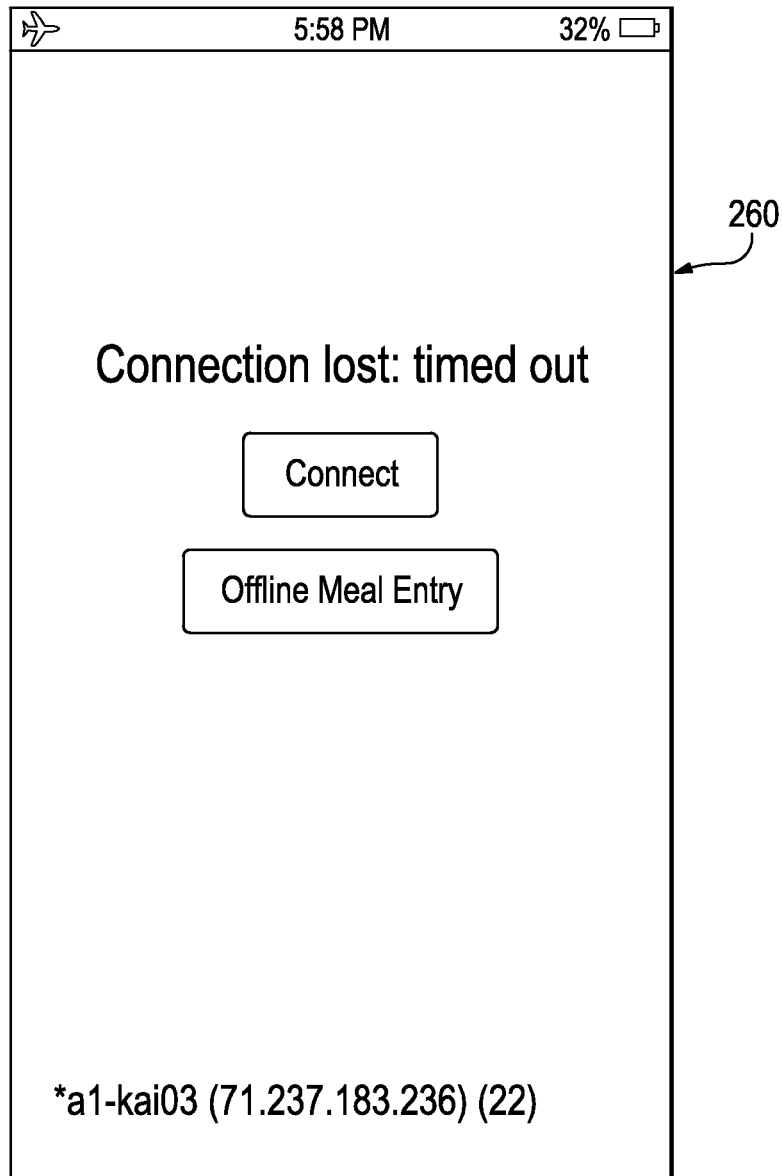 5:58 PM 32%
260
Connection lost: timed out
Connect
Offline Meal Entry
*a1-kai03 (71.237.183.236) (22)